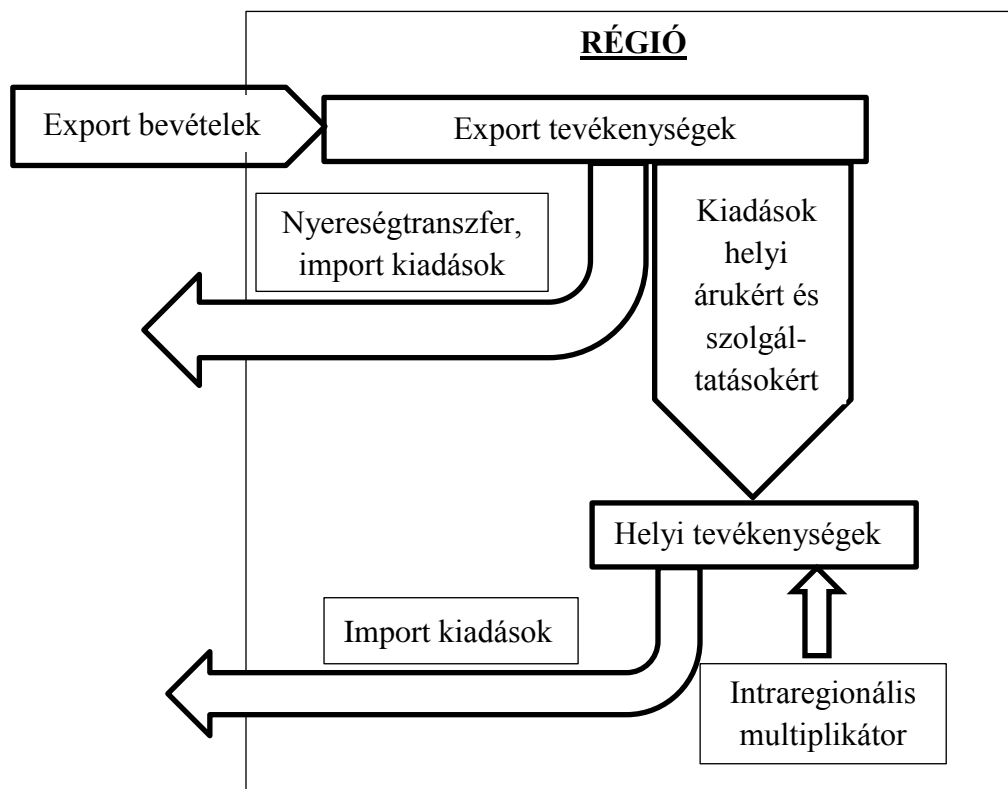 RÉGIÓ
Export bevételek
Export tevékenységek
Nyereségtranszfer,
import kiadások
Kiadások
helyi
árukért és
szolgál-
tatásokért
Helyi tevékenységek
Import kiadások
Intraregionális
multiplikátor